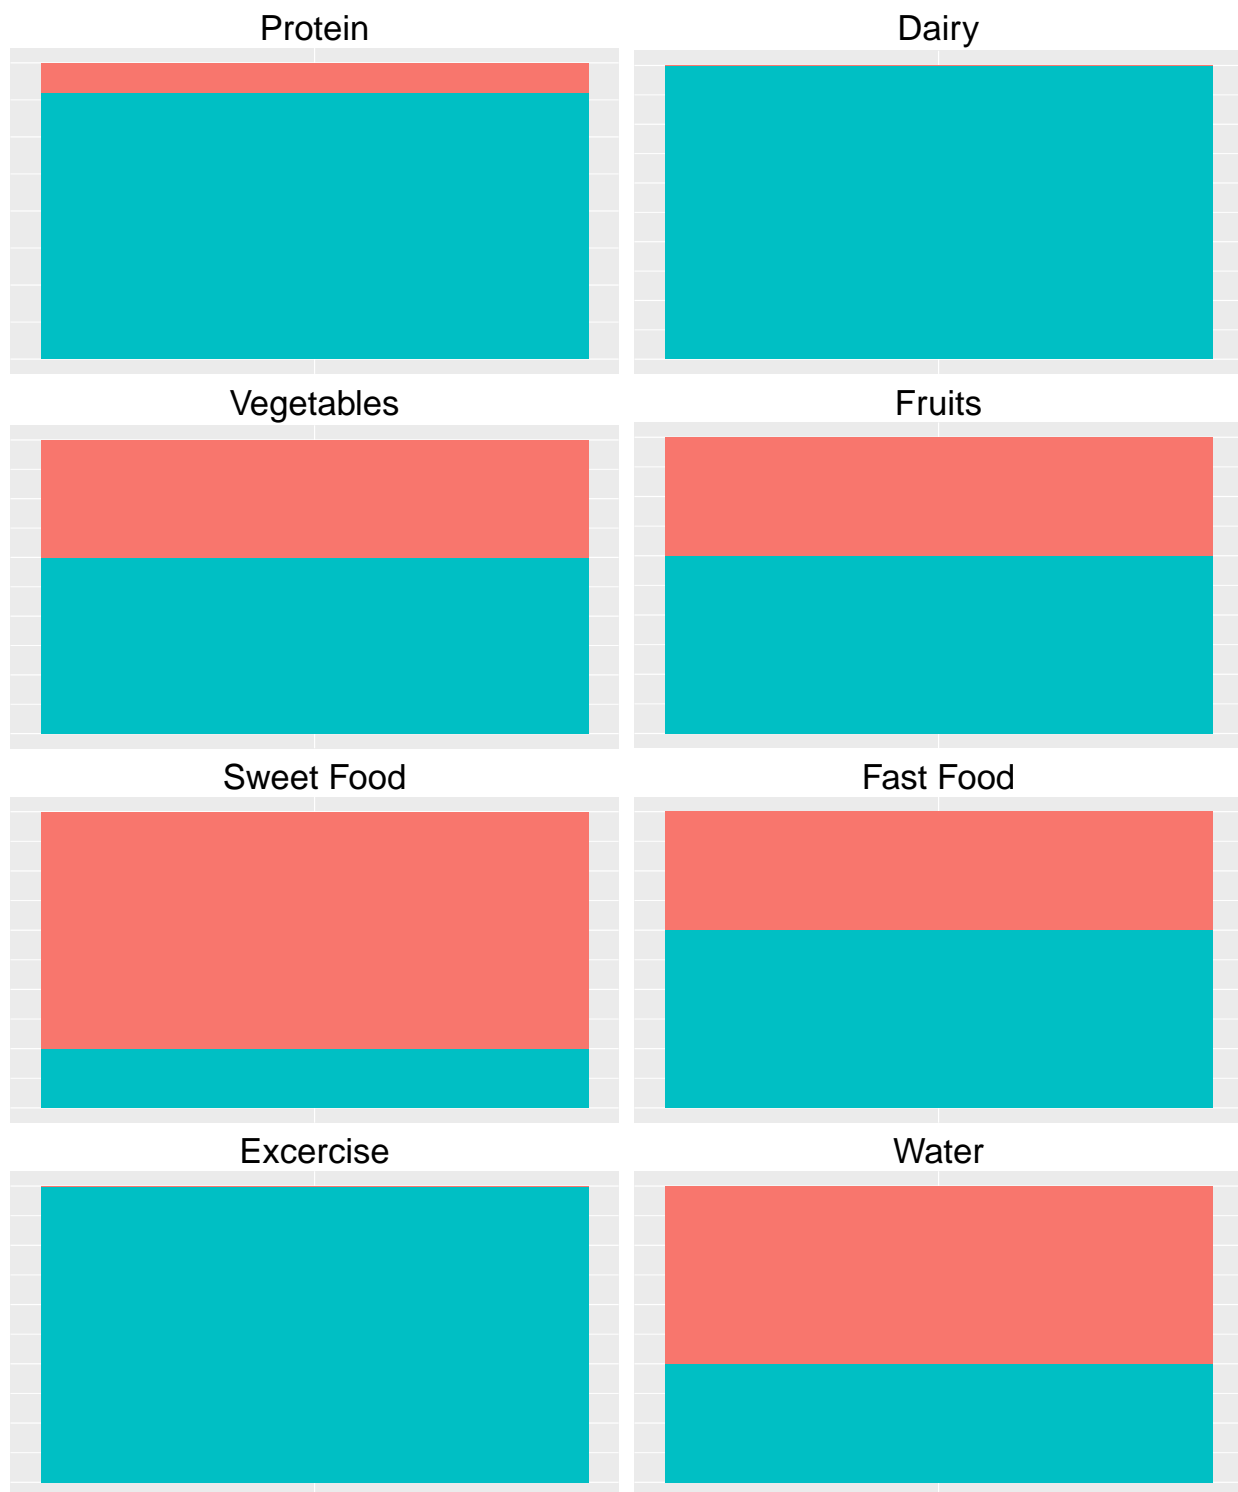 Protein
Dairy
Vegetables
Fruits
Sweet Food
Fast Food
Excercise
Water